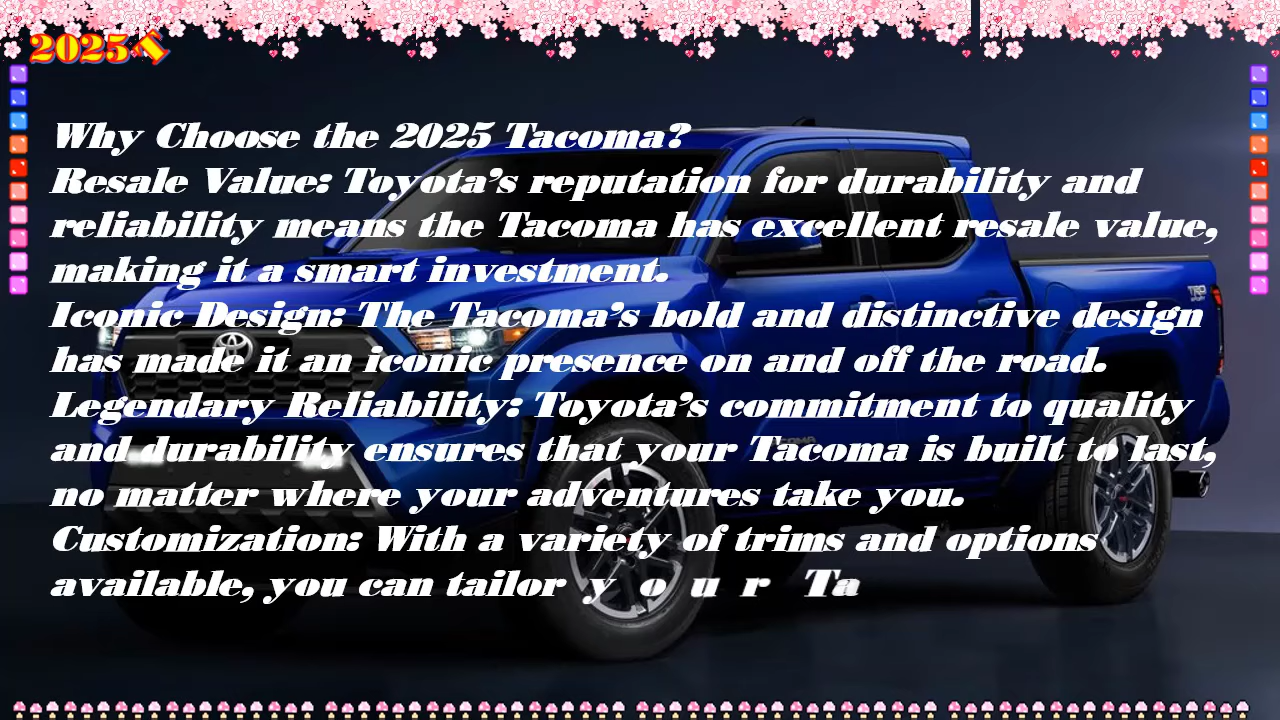 2025
Why Choose the 2025 Tacoma?
Resale Value: Toyota’s reputation for durability and
reliability means the Tacoma has excellent resale value,
making it a smart investment.
Iconic Design: The Tacoma’s bold and distinctive design
has made it an iconic presence on and off the road.
Legendary Reliability: Toyota’s commitment to quality
and durability ensures that your Tacoma is built to last,
no matter where your adventures take you.
Customization: With a variety of trims and options
available, you can tailor y o u r Ta
TRD